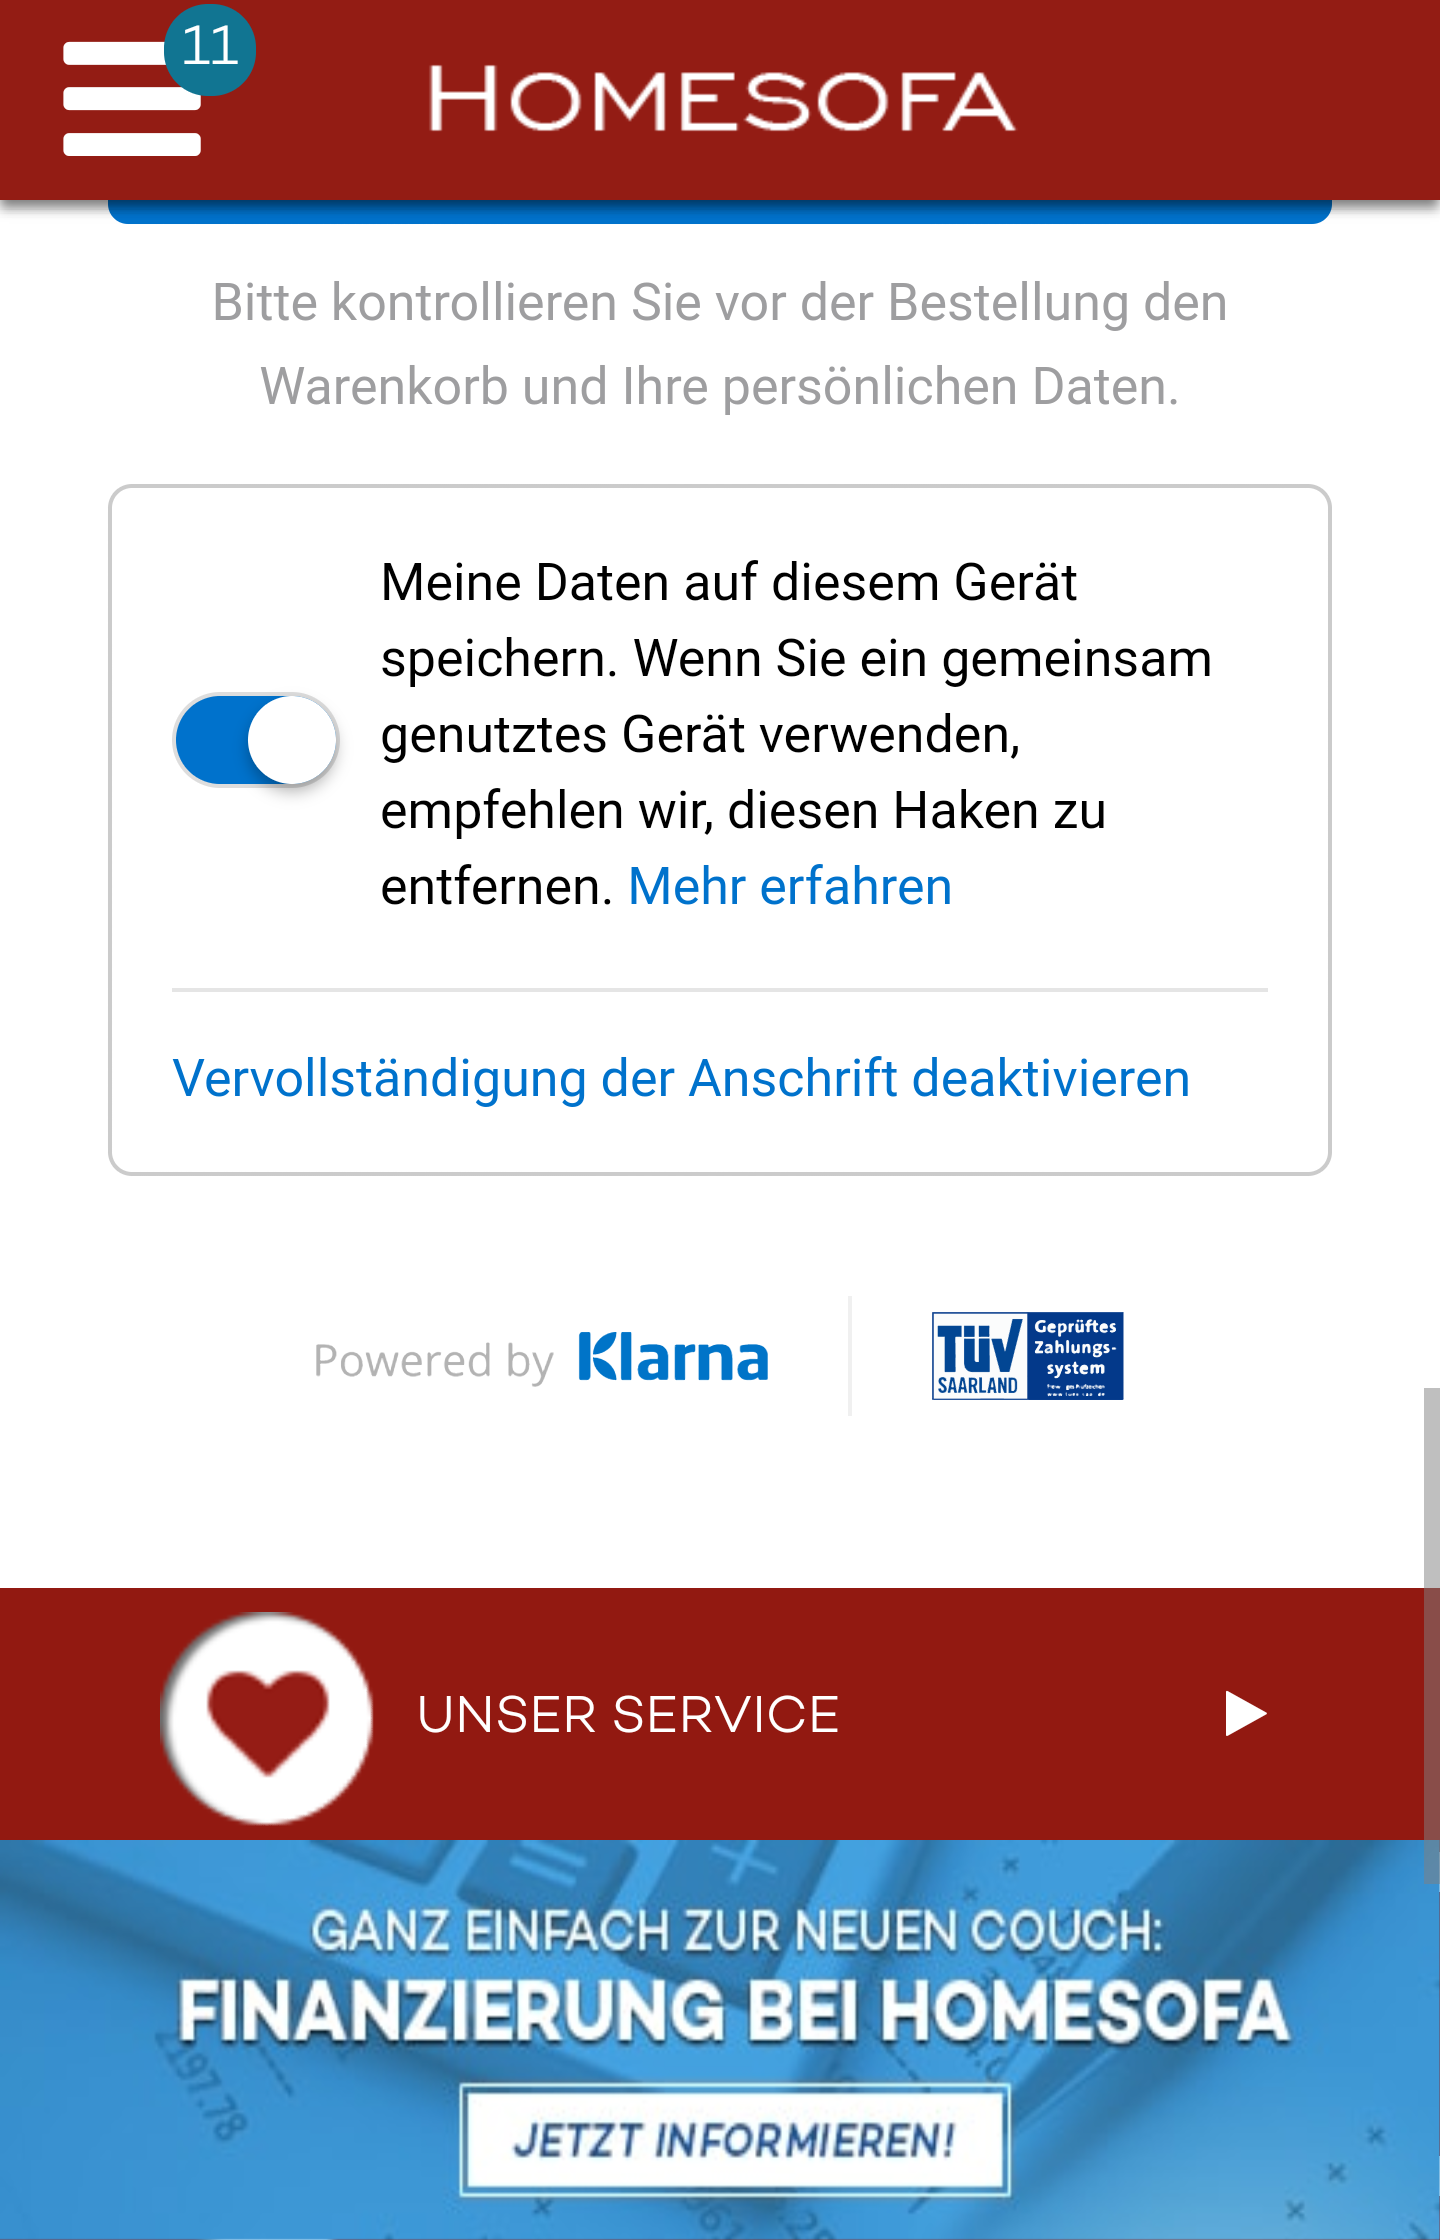 11
HOMESOFA
Bitte kontrollieren Sie vor der Bestellung den
Warenkorb und Ihre persönlichen Daten.
Meine Daten auf diesem Gerät
speichern. Wenn Sie ein gemeinsam
genutztes Gerät verwenden,
empfehlen wir, diesen Haken zu
entfernen. Mehr erfahren
Vervollständigung der Anschrift deaktivieren
Powered by Klarna
TÜV
SAARLAND
Geprüftes
Zahlungs-
system
UNSER SERVICE
GANZ EINFACH ZUR NEUEN COUCH:
FINANZIERUNG BEI HOMESOFA
2197.78
JETZT INFORMIEREN!